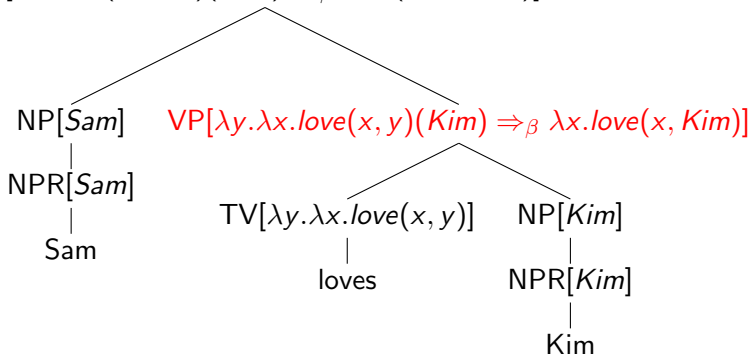 NP[Sam] VP[λy.λx.love(x, y)(Kim) ⇒β λx.love(x, Kim)]
NPR[Sam] TV[λy.λx.love(x, y)] NP[Kim]
Sam loves NPR[Kim]
Kim